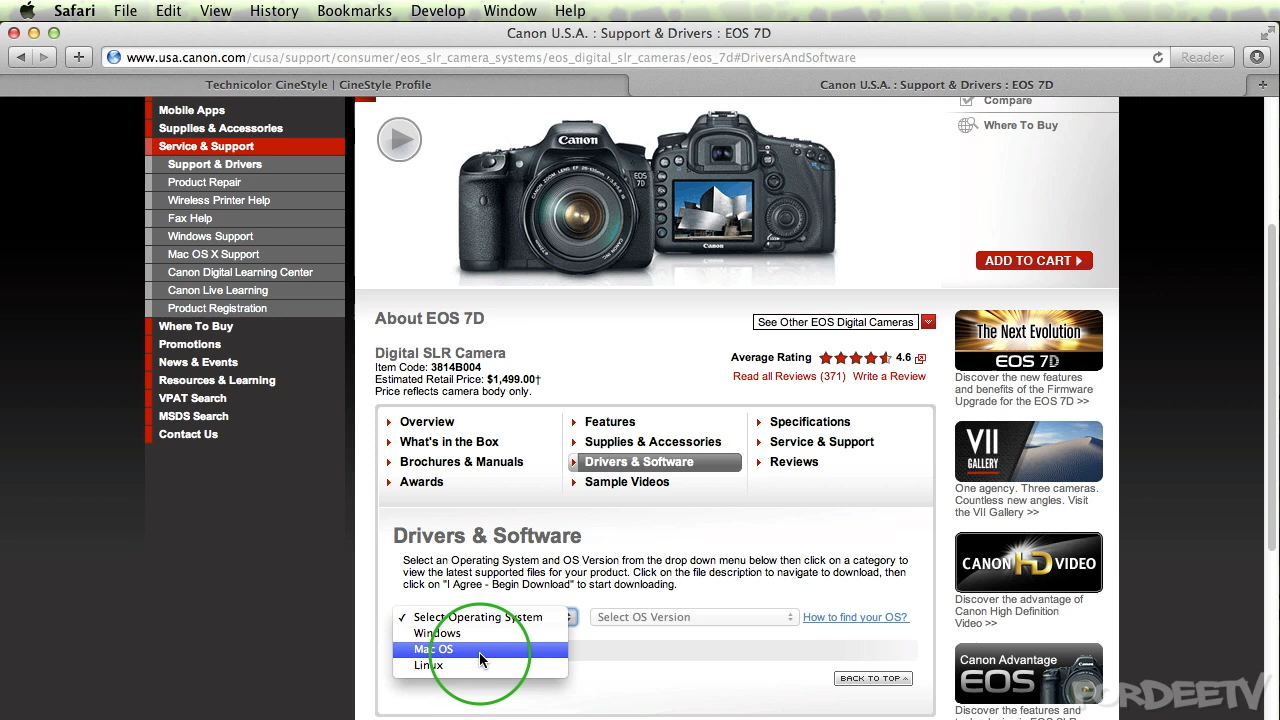 Safari File Edit View History Bookmarks Develop Window Help
Canon U.S.A. : Support & Drivers : EOS 7D
www.usa.canon.com/cusa/support/consumer/eos_slr_camera_systems/eos_digital_slr_cameras/eos_7d#DriversAndSoftware
Reader
Technicolor CineStyle | CineStyle Profile
Canon U.S.A. : Support & Drivers : EOS 7D
Mobile Apps
Supplies & Accessories
Service & Support
Support & Drivers
Product Repair
Wireless Printer Help
Fax Help
Windows Support
Mac OS X Support
Canon Digital Learning Center
Canon Live Learning
Product Registration
Where To Buy
Promotions
News & Events
Resources & Learning
VPAT Search
MSDS Search
Contact Us
Canon
EOS
7D
Canon
Compare
Where To Buy
ADD TO CART
About EOS 7D
See Other EOS Digital Cameras
Digital SLR Camera
Item Code: 3814B004
Estimated Retail Price: $1,499.00†
Price reflects camera body only.
Average Rating 4.6
Read all Reviews (371) Write a Review
Overview
What's in the Box
Brochures & Manuals
Awards
Features
Supplies & Accessories
Drivers & Software
Sample Videos
Specifications
Service & Support
Reviews
Drivers & Software
Select an Operating System and OS Version from the drop down menu below then click on a category to
view the latest supported files for your product. Click on the file description to navigate to download, then
click on "I Agree - Begin Download" to start downloading.
✓ Select Operating System
Windows
Mac OS
Linux
Select OS Version
How to find your OS?
BACK TO TOP
The Next Evolution
EOS 7D
Discover the new features
and benefits of the Firmware
Upgrade for the EOS 7D >>
VII
GALLERY
One agency. Three cameras.
Countless new angles. Visit
the VII Gallery >>
CANON HD VIDEO
Discover the advantage of
Canon High Definition
Video >>
Canon Advantage
EOS
Discover the features and
PORDEETV